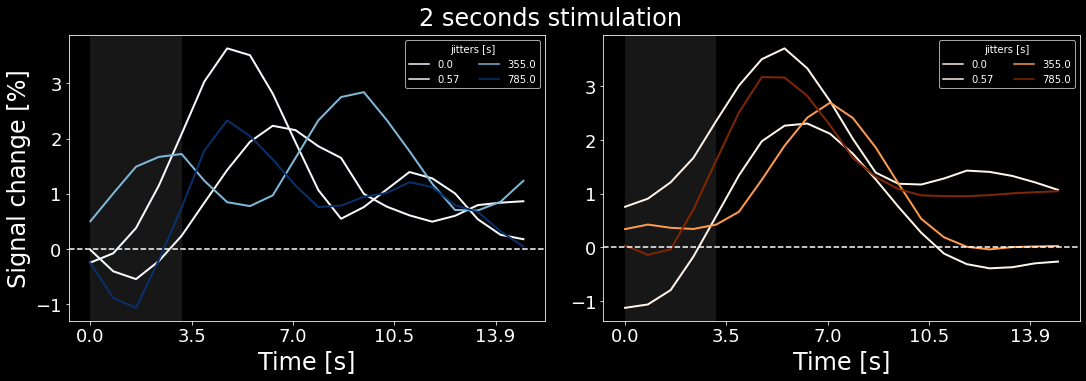 2 seconds stimulation
Signal change [%]
3
2
1
0
−1
jitters [s]
0.0 355.0
0.57 785.0
0.0 3.5 7.0 10.5 13.9
Time [s]
3
2
1
0
−1
jitters [s]
0.0 355.0
0.57 785.0
0.0 3.5 7.0 10.5 13.9
Time [s]